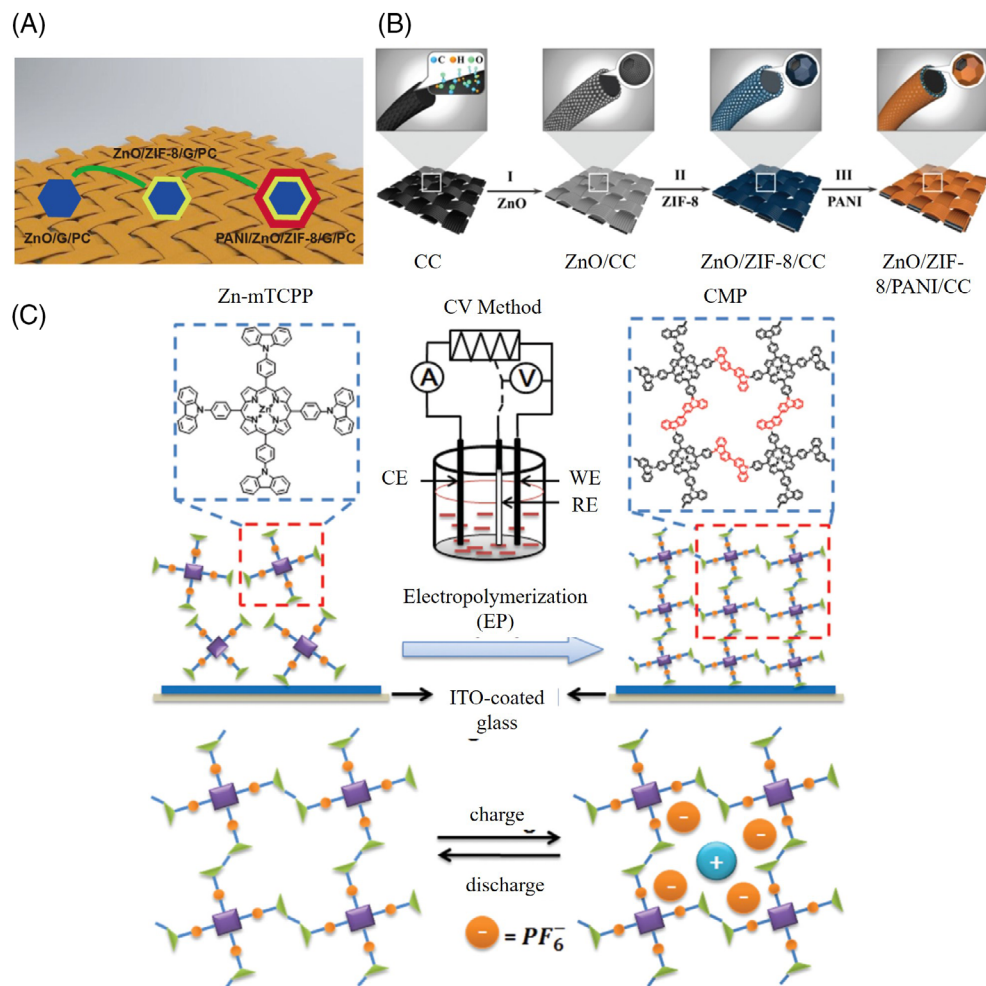 (A)
ZnO/ZIF-8/G/PC
ZnO/G/PC
PANI/ZnO/ZIF-8/G/PC
(B)
C H O
I
ZnO
II
ZIF-8
III
PANI
CC
ZnO/CC
ZnO/ZIF-8/CC
ZnO/ZIF-
8/PANI/CC
(C)
Zn-mTCPP
N
N
N
N
Zn
N
N
N
N
CV Method
A
V
CE
WE
RE
CMP
Electropolymerization
(EP)
ITO-coated
glass
charge
discharge
- = PF6-
- - - -
+